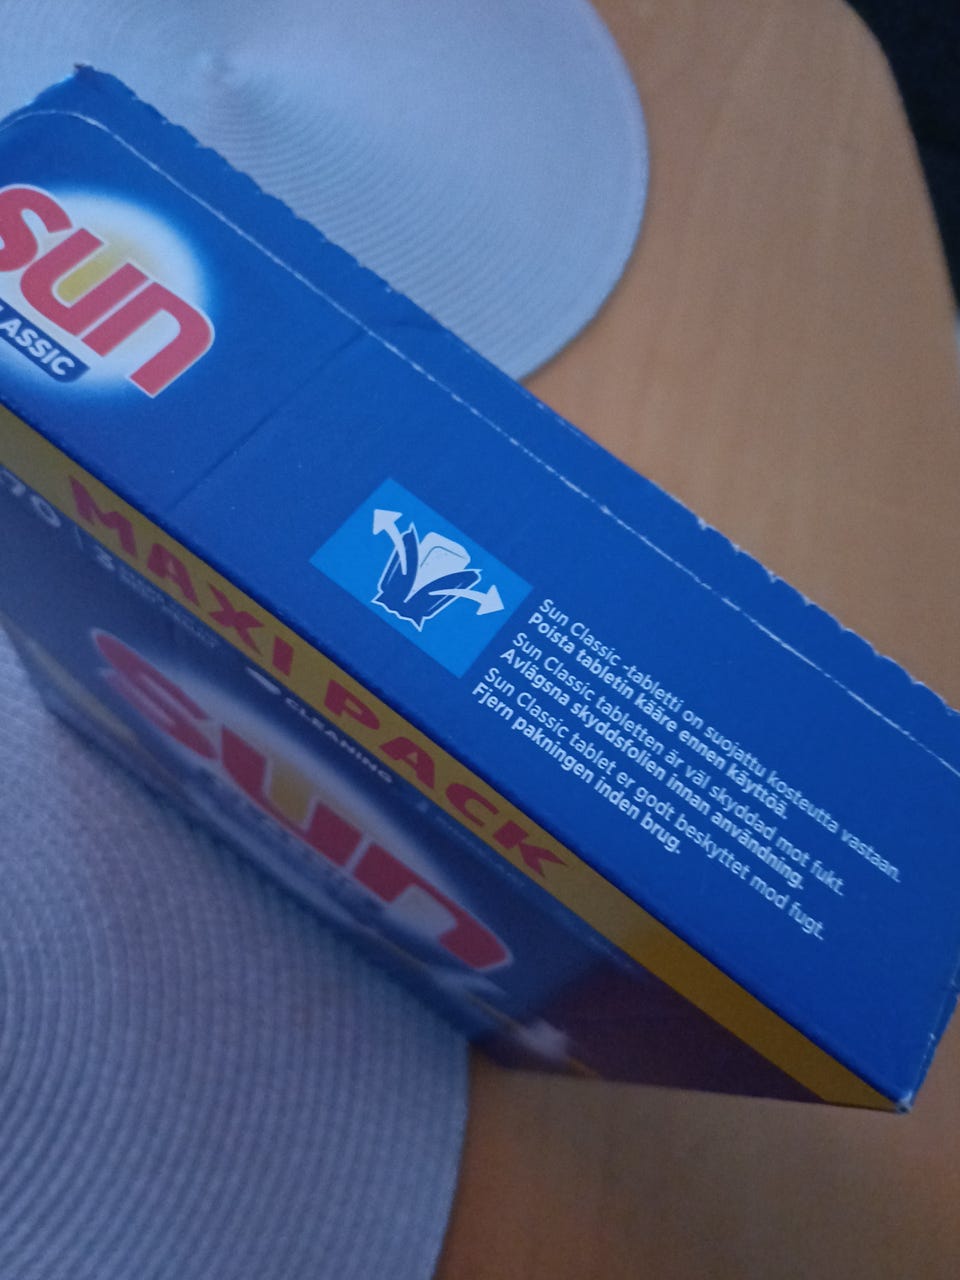 sun
CLASSIC
Sun Classic -tabletti on suojattu kosteutta vastaan.
Poista tabletin kääre ennen käyttöä.
Sun Classic tabletten är väl skyddad mot fukt.
Avlägsna skyddsfolien innan användning.
Sun Classic tablet er godt beskyttet mod fugt.
Fjern pakningen inden brug.
MAXI PACK
CLEANING
sun